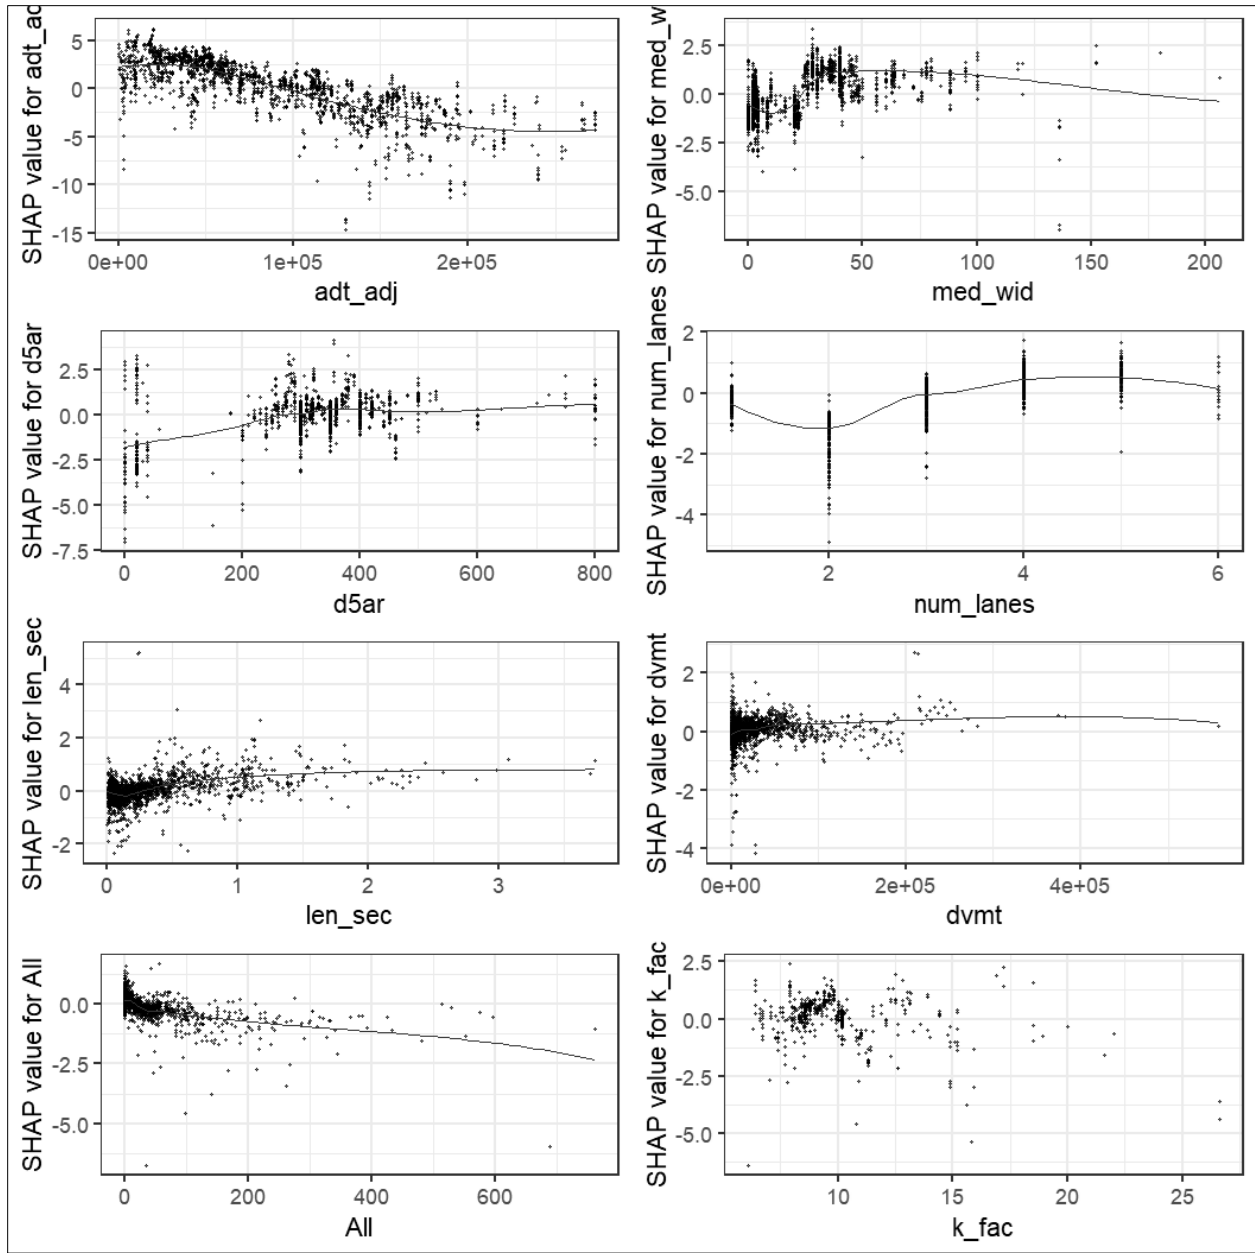 SHAP value for adt_ad
5
0
-5
-10
-15
0e+00 1e+05 2e+05
adt_adj
SHAP value for med_w
2.5
0.0
-2.5
-5.0
0 50 100 150 200
med_wid
SHAP value for d5ar
2.5
0.0
-2.5
-5.0
-7.5
0 200 400 600 800
d5ar
SHAP value for num_lanes
2
0
-2
-4
2 4 6
num_lanes
SHAP value for len_sec
4
2
0
-2
0 1 2 3
len_sec
SHAP value for dvmt
2
0
-2
-4
0e+00 2e+05 4e+05
dvmt
SHAP value for All
0.0
-2.5
-5.0
0 200 400 600
All
SHAP value for k_fac
2.5
0.0
-2.5
-5.0
10 15 20 25
k_fac